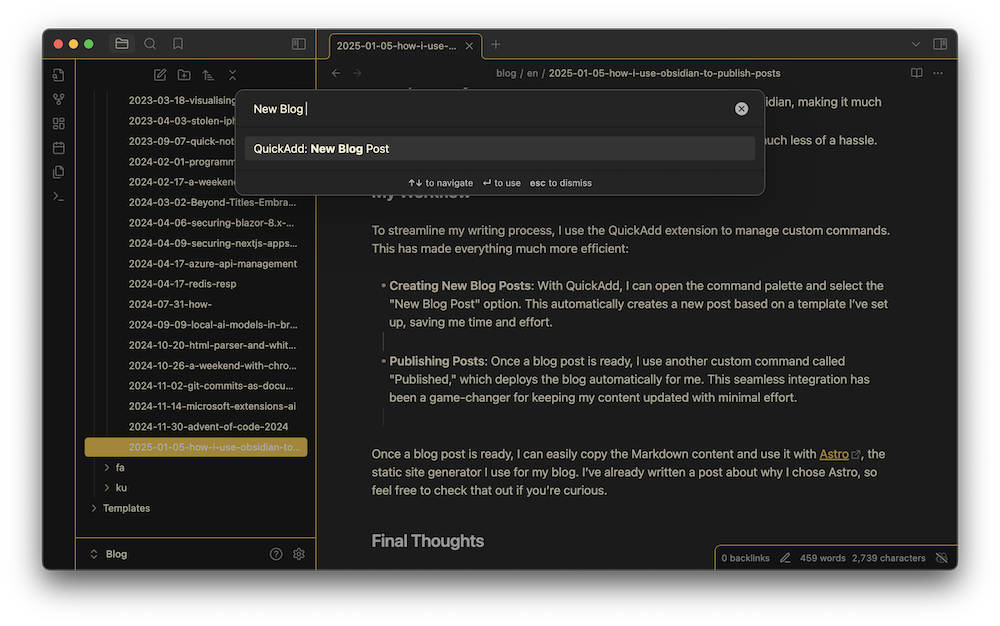 2025-01-05-how-i-use-...
blog / en / 2025-01-05-how-i-use-obsidian-to-publish-posts
2023-03-18-visualising
2023-04-03-stolen-iph
2023-09-07-quick-not
2024-02-01-programm
2024-02-17-a-weekend
2024-03-02-Beyond-Titles-Embra...
2024-04-06-securing-blazor-8.x-...
2024-04-09-securing-nextjs-apps...
2024-04-17-azure-api-management
2024-04-17-redis-resp
2024-07-31-how-
2024-09-09-local-ai-models-in-br...
2024-10-20-html-parser-and-whit...
2024-10-26-a-weekend-with-chro...
2024-11-02-git-commits-as-docu...
2024-11-14-microsoft-extensions-ai
2024-11-30-advent-of-code-2024
2025-01-05-how-i-use-obsidian-to...
fa
ku
Templates
Blog
New Blog
QuickAdd: New Blog Post
↑↓ to navigate ↵ to use esc to dismiss
sidian, making it much
uch less of a hassle.
My Workflow
To streamline my writing process, I use the QuickAdd extension to manage custom commands.
This has made everything much more efficient:
• Creating New Blog Posts: With QuickAdd, I can open the command palette and select the
"New Blog Post" option. This automatically creates a new post based on a template I've set
up, saving me time and effort.
• Publishing Posts: Once a blog post is ready, I use another custom command called
"Published," which deploys the blog automatically for me. This seamless integration has
been a game-changer for keeping my content updated with minimal effort.
Once a blog post is ready, I can easily copy the Markdown content and use it with Astro, the
static site generator I use for my blog. I've already written a post about why I chose Astro, so
feel free to check that out if you're curious.
Final Thoughts
0 backlinks 459 words 2,739 characters